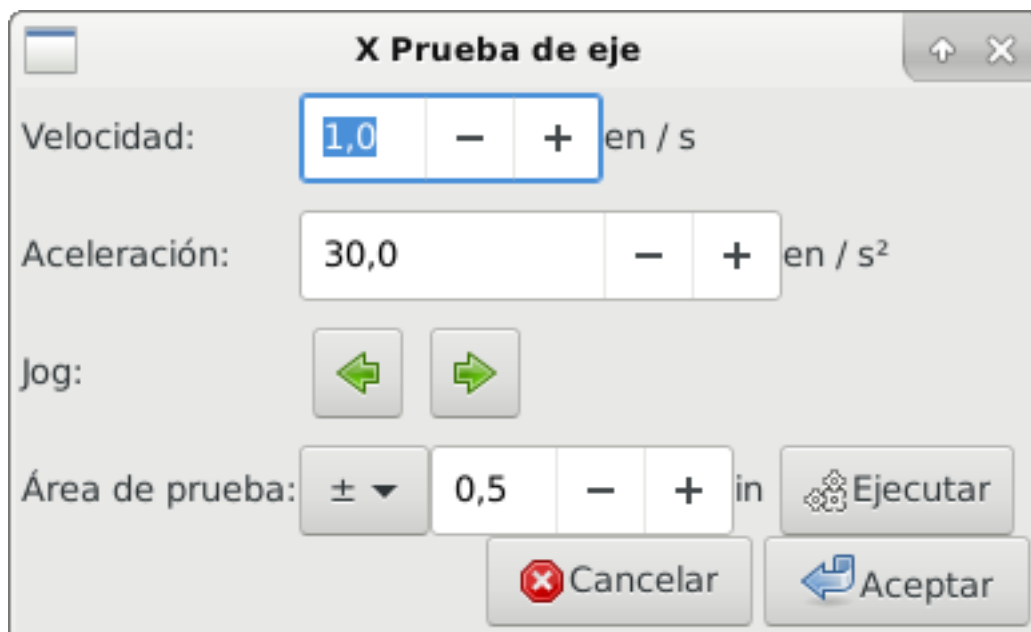 X Prueba de eje
Velocidad: 1,0 − + en / s
Aceleración: 30,0 − + en / s²
Jog:
Área de prueba: ± 0,5 − + in Ejecutar
Cancelar Aceptar